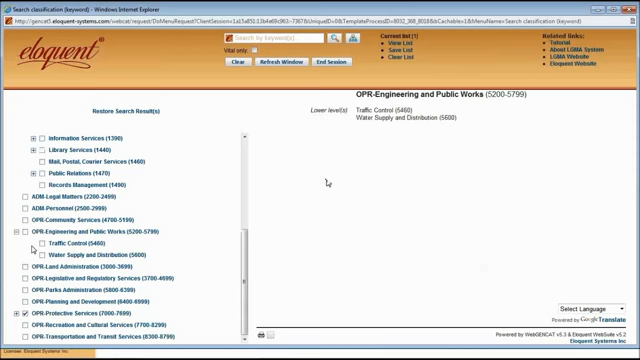 Search classification (keyword) - Windows Internet Explorer
Search classification (keyword)
eloquent
Search by keyword(s)...
Vital only:
Clear
Refresh Window
End Session
Current list (1)
View List
Save List
Clear List
Related links:
Tutorial
About LGMA System
LGMA Website
Eloquent Website
Restore Search Result(s)
Information Services (1390)
Library Services (1440)
Mail, Postal, Courier Services (1460)
Public Relations (1470)
Records Management (1490)
ADM-Legal Matters (2200-2499)
ADM-Personnel (2500-2999)
OPR-Community Services (4700-5199)
OPR-Engineering and Public Works (5200-5799)
Traffic Control (5460)
Water Supply and Distribution (5600)
OPR-Land Administration (3000-3699)
OPR-Legislative and Regulatory Services (3700-4699)
OPR-Parks Administration (5800-6399)
OPR-Planning and Development (6400-6999)
OPR-Protective Services (7000-7699)
OPR-Recreation and Cultural Services (7700-8299)
OPR-Transportation and Transit Services (8300-8799)
OPR-Engineering and Public Works (5200-5799)
Lower level(s) Traffic Control (5460)
Water Supply and Distribution (5600)
Select Language
Powered by Google Translate
Powered by WebGENCAT v5.3 & Eloquent WebSuite v5.2
Eloquent Systems Inc
Licensee: Eloquent Systems Inc